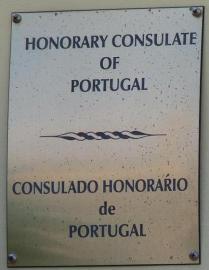 HONORARY CONSULATE
OF
PORTUGAL
CONSULADO HONORÁRIO
de
PORTUGAL